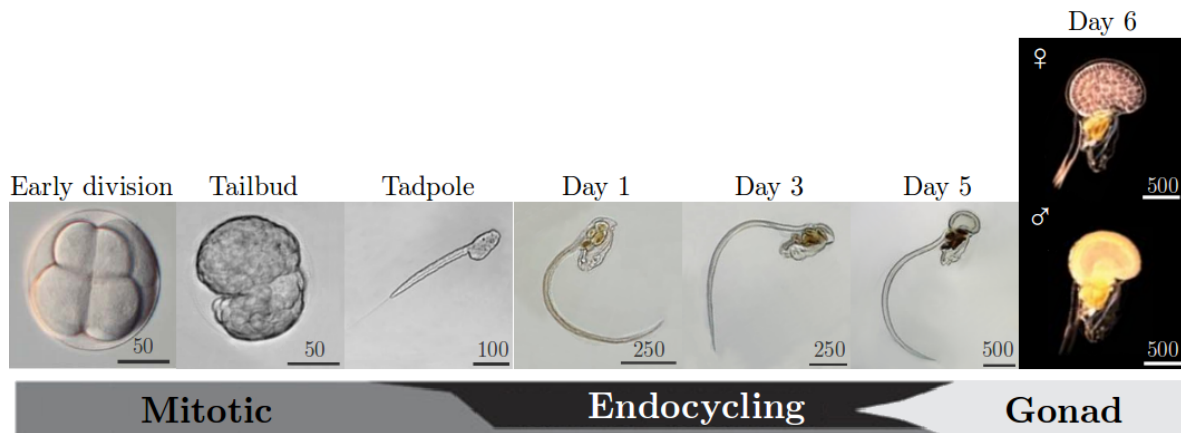 Day 6
♀
500
Early division Tailbud Tadpole Day 1 Day 3 Day 5
♂
50 50 100 250 250 500 500
Mitotic Endocycling Gonad